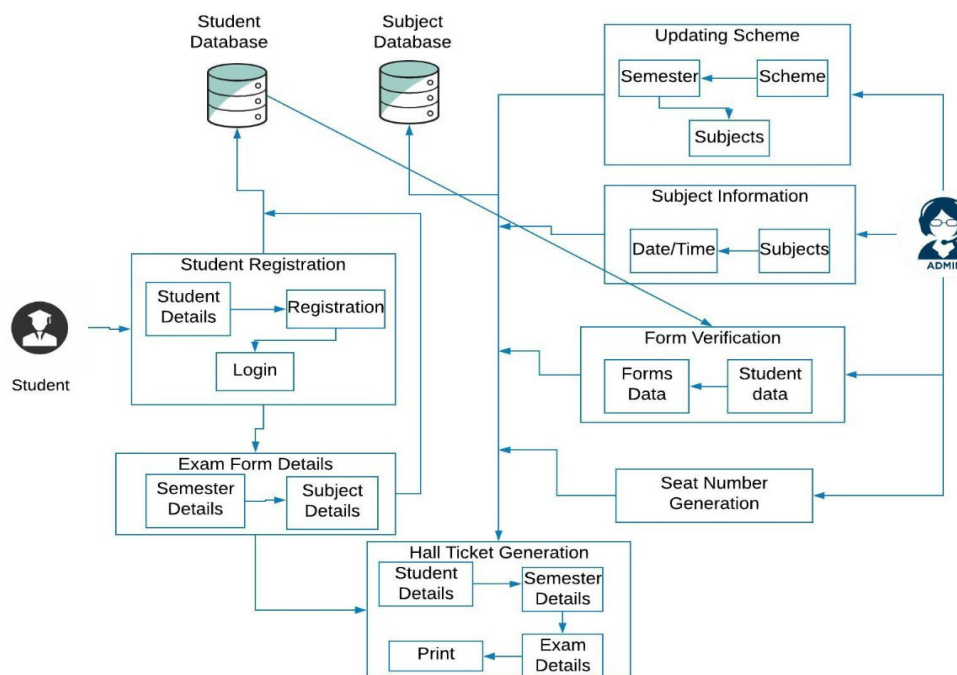 Student
Database
Subject
Database
Updating Scheme
Semester
Scheme
Subjects
Subject Information
Date/Time
Subjects
ADMIN
Student Registration
Student
Details
Registration
Login
Student
Form Verification
Forms
Data
Student
data
Exam Form Details
Semester
Details
Subject
Details
Seat Number
Generation
Hall Ticket Generation
Student
Details
Semester
Details
Print
Exam
Details